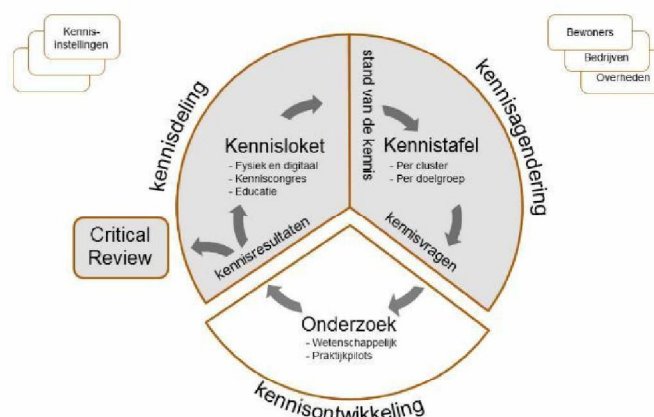 Kennis-
instellingen
Bewoners
Bedrijven
Overheden
kennisdeling
stand van de kennis
kennisagendering
Kennisloket
- Fysiek en digitaal
- Kenniscongres
- Educatie
Kennistafel
- Per cluster
- Per doelgroep
Critical
Review
kennisresultaten
kennisvragen
Onderzoek
- Wetenschappelijk
- Praktijkpilots
kennisontwikkeling